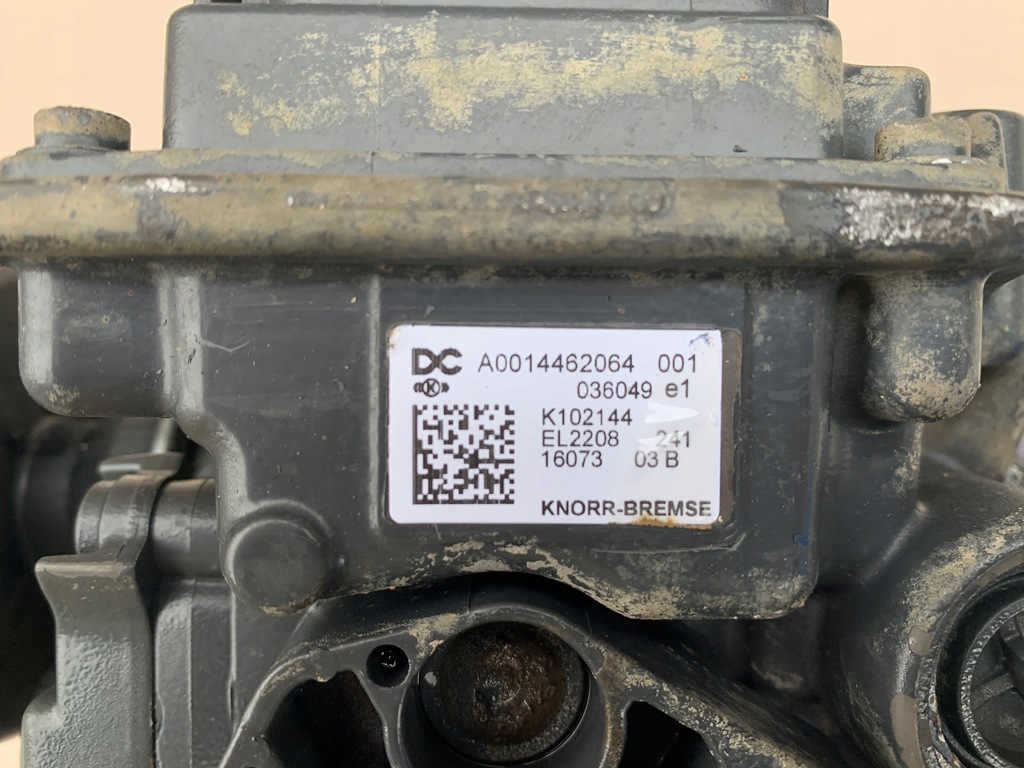 DC A0014462064 001
K 036049 e1
K102144
EL2208 241
16073 03 B
KNORR-BREMSE